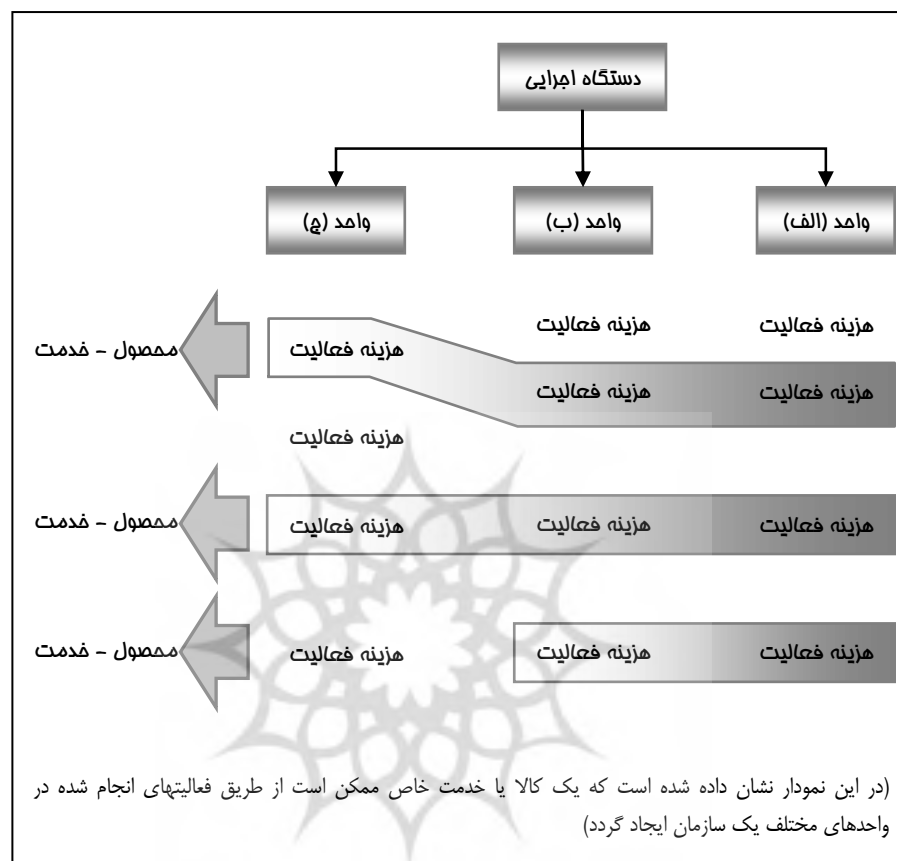 دستگاه اجرایی
واحد (الف) واحد (ب) واحد (ج)
هزینه فعالیت هزینه فعالیت
هزینه فعالیت محصول - خدمت
هزینه فعالیت هزینه فعالیت
هزینه فعالیت
هزینه فعالیت هزینه فعالیت هزینه فعالیت محصول - خدمت
هزینه فعالیت هزینه فعالیت هزینه فعالیت محصول - خدمت
(در این نمودار نشان داده شده است که یک کالا یا خدمت خاص ممکن است از طریق فعالیتهای انجام شده در
واحدهای مختلف یک سازمان ایجاد گردد)